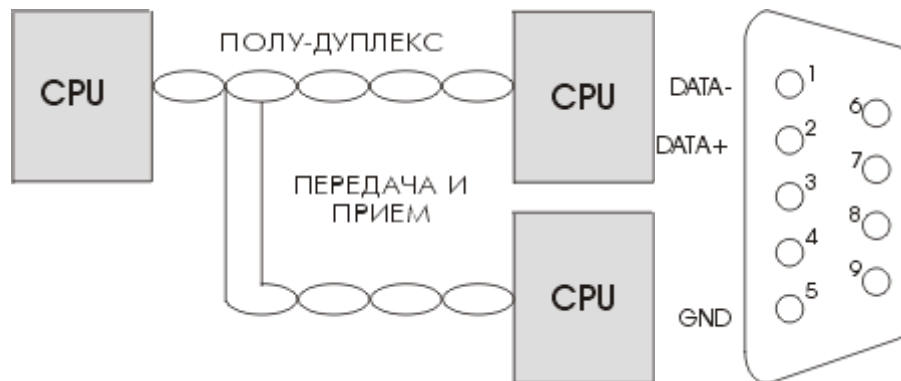 ПОЛУ-ДУПЛЕКС
CPU
CPU
DATA-
DATA+
ПЕРЕДАЧА И
ПРИЕМ
CPU
GND
1
2
3
4
5
6
7
8
9